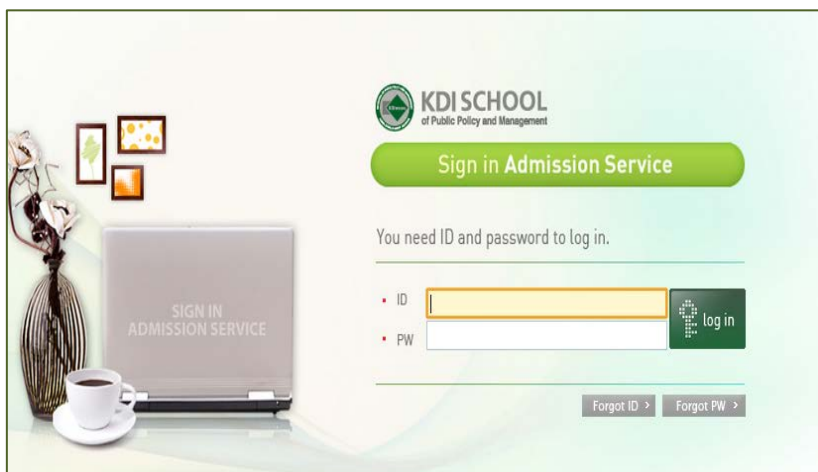 KDI SCHOOL
of Public Policy and Management
Sign in Admission Service
You need ID and password to log in.
SIGN IN
ADMISSION SERVICE
ID
log in
PW
Forgot ID >
Forgot PW >